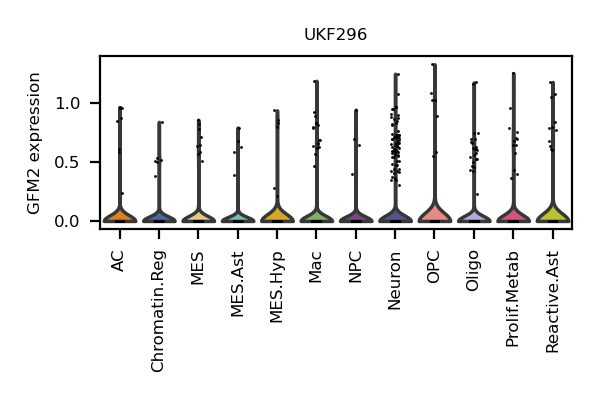 UKF296
GFM2 expression
1.0
0.5
0.0
AC
Chromatin.Reg
MES
MES.Ast
MES.Hyp
Mac
NPC
Neuron
OPC
Oligo
Prolif.Metab
Reactive.Ast